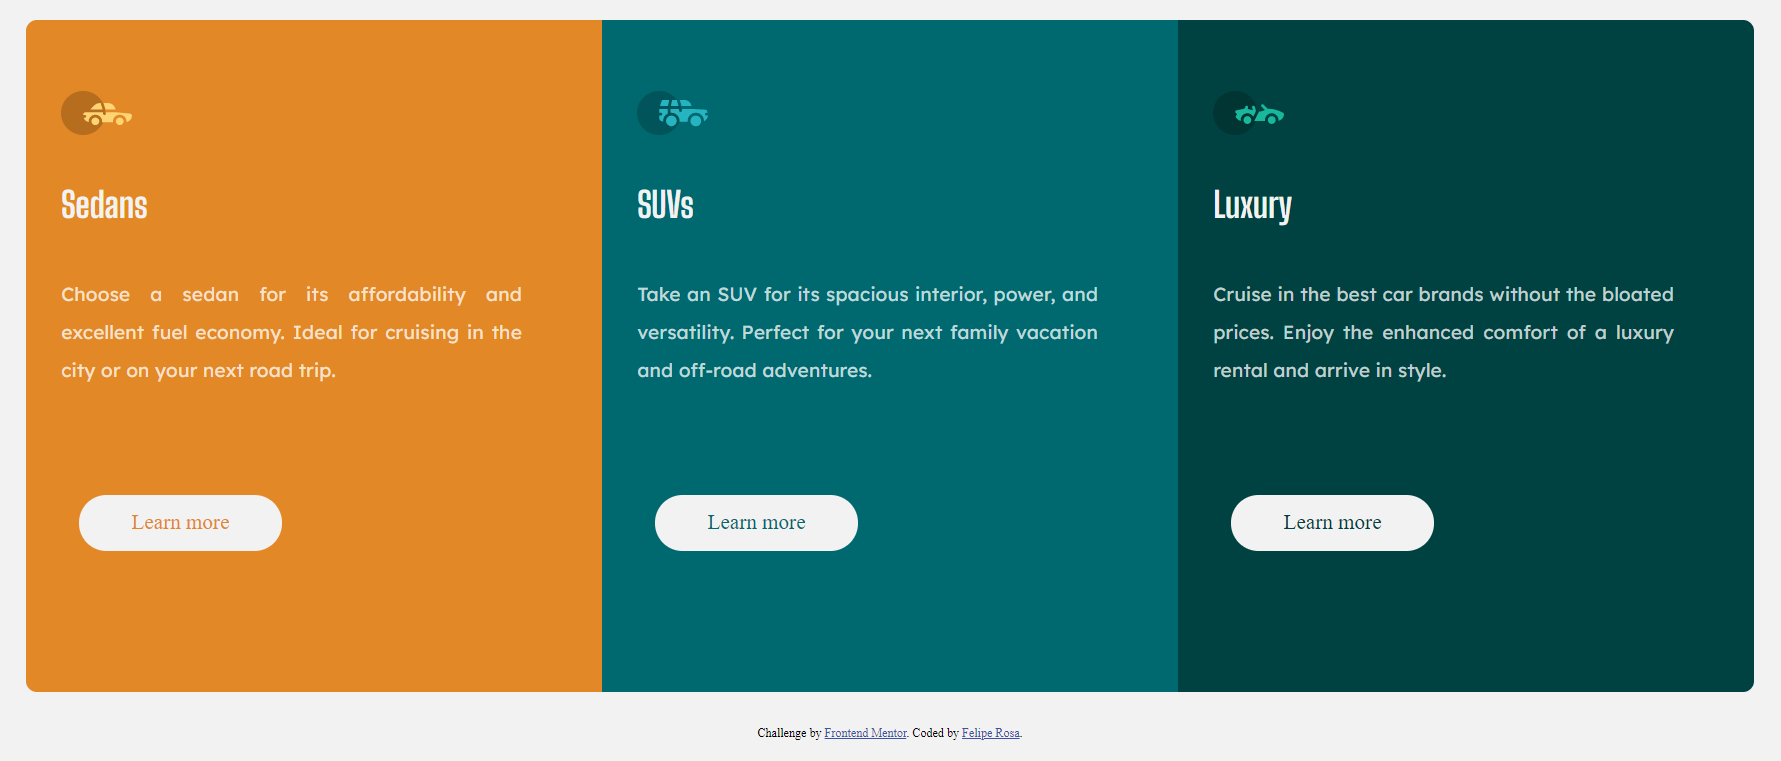 Sedans
Choose a sedan for its affordability and
excellent fuel economy. Ideal for cruising in the
city or on your next road trip.
Learn more
SUVs
Take an SUV for its spacious interior, power, and
versatility. Perfect for your next family vacation
and off-road adventures.
Learn more
Luxury
Cruise in the best car brands without the bloated
prices. Enjoy the enhanced comfort of a luxury
rental and arrive in style.
Learn more
Challenge by Frontend Mentor. Coded by Felipe Rosa.